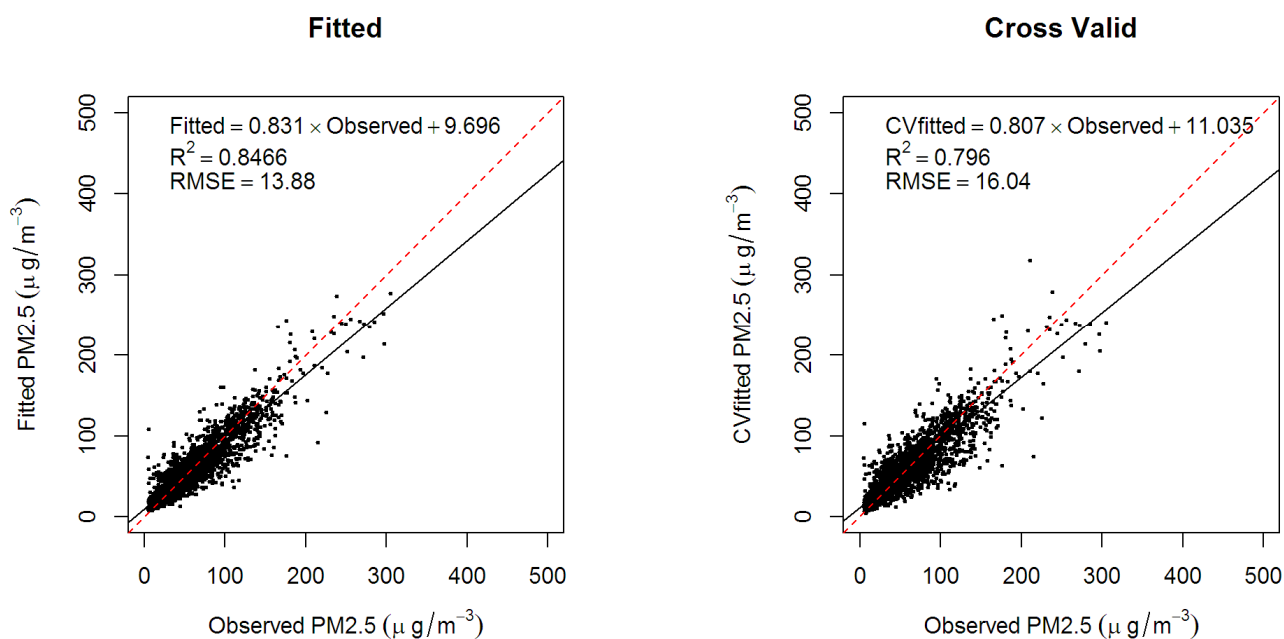 Fitted
Fitted = 0.831 × Observed + 9.696
R² = 0.8466
RMSE = 13.88
Fitted PM2.5 (μ g/m⁻³)
500
400
300
200
100
0
0 100 200 300 400 500
Observed PM2.5 (μ g/m⁻³)
Cross Valid
CVfitted = 0.807 × Observed + 11.035
R² = 0.796
RMSE = 16.04
CVfitted PM2.5 (μ g/m⁻³)
500
400
300
200
100
0
0 100 200 300 400 500
Observed PM2.5 (μ g/m⁻³)